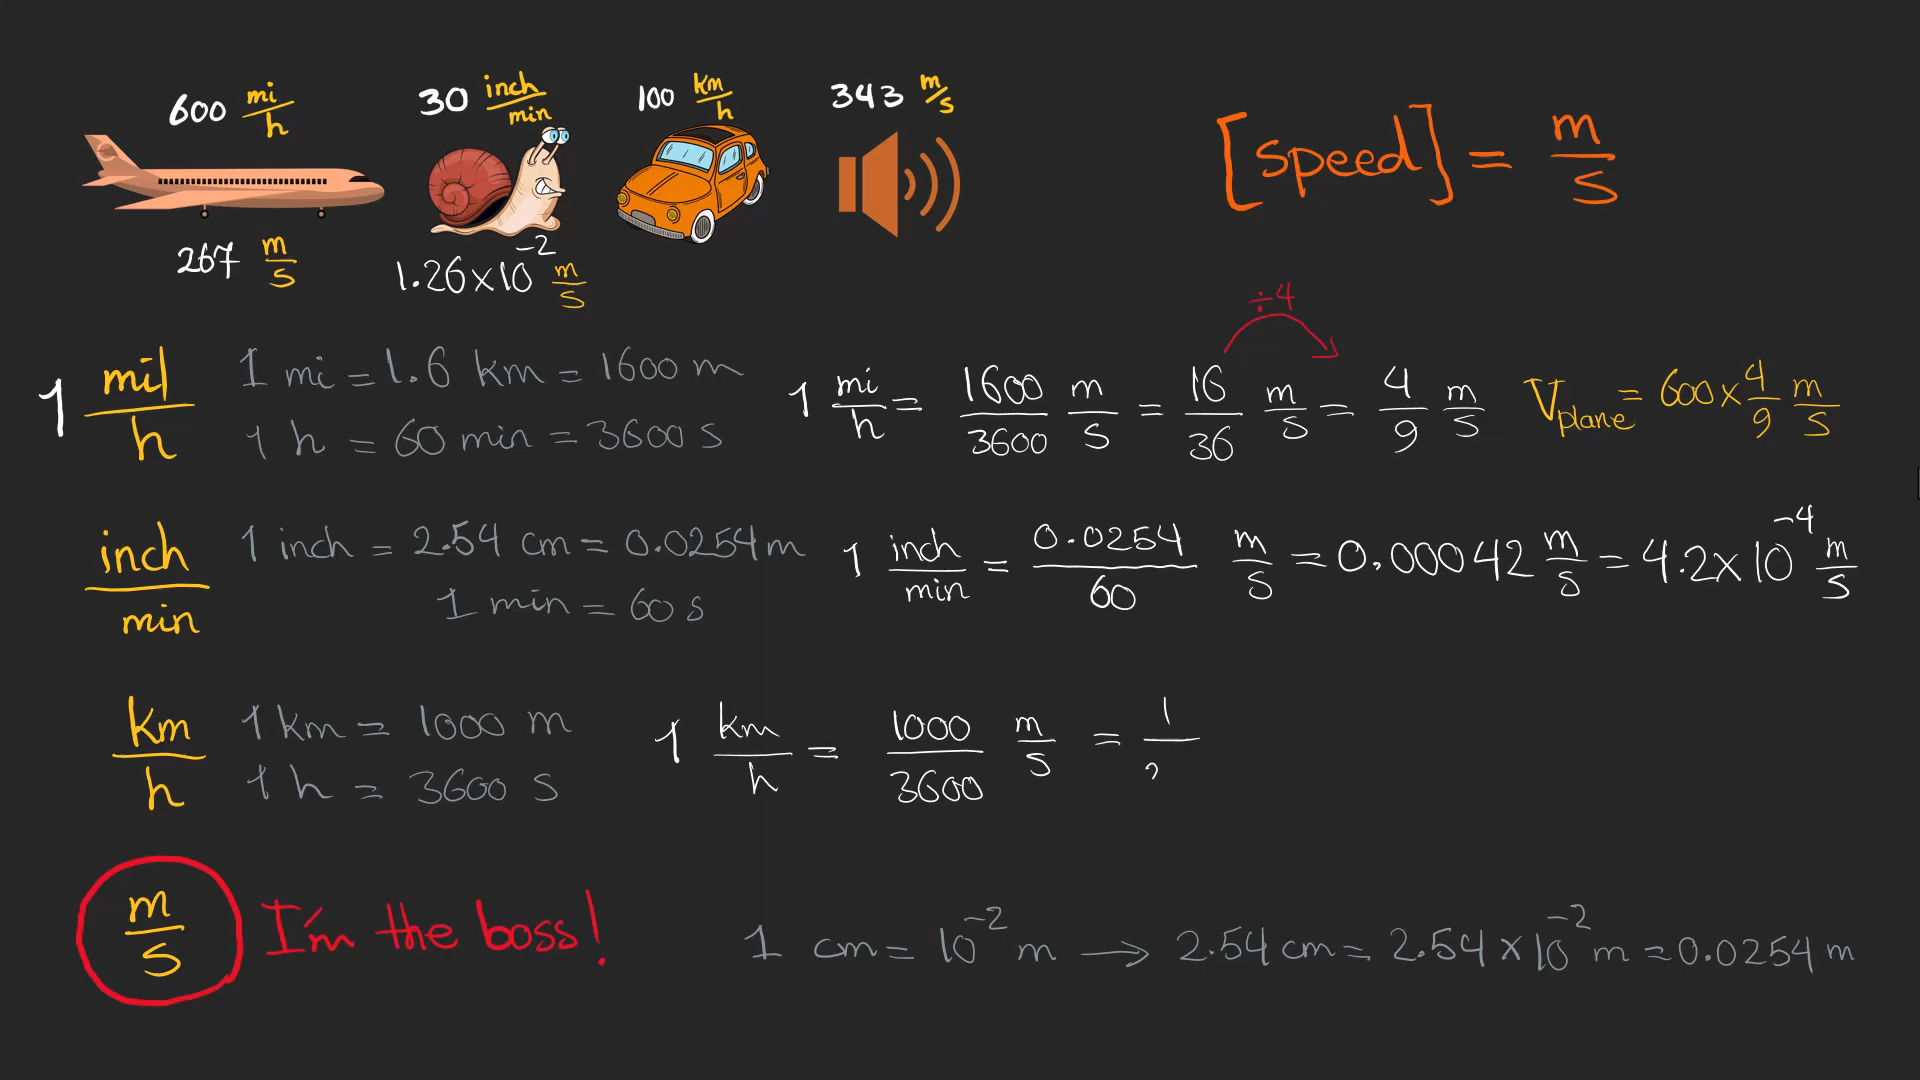 600 mi/h
30 inch/min
100 km/h
343 m/s
[speed] = m/s
267 m/s
1.26x10^-2 m/s
÷4
1 mil/h
1 mi = 1.6 km = 1600 m
1 h = 60 min = 3600 s
1 mi/h = 1600/3600 m/s = 16/36 m/s = 4/9 m/s
Vplane = 600x4/9 m/s
inch/min
1 inch = 2.54 cm = 0.0254 m
1 min = 60 s
1 inch/min = 0.0254/60 m/s = 0.00042 m/s = 4.2x10^-4 m/s
km/h
1 km = 1000 m
1 h = 3600 s
1 km/h = 1000/3600 m/s = 1/
m/s
I'm the boss!
1 cm = 10^-2 m → 2.54 cm = 2.54 x 10^-2 m = 0.0254 m